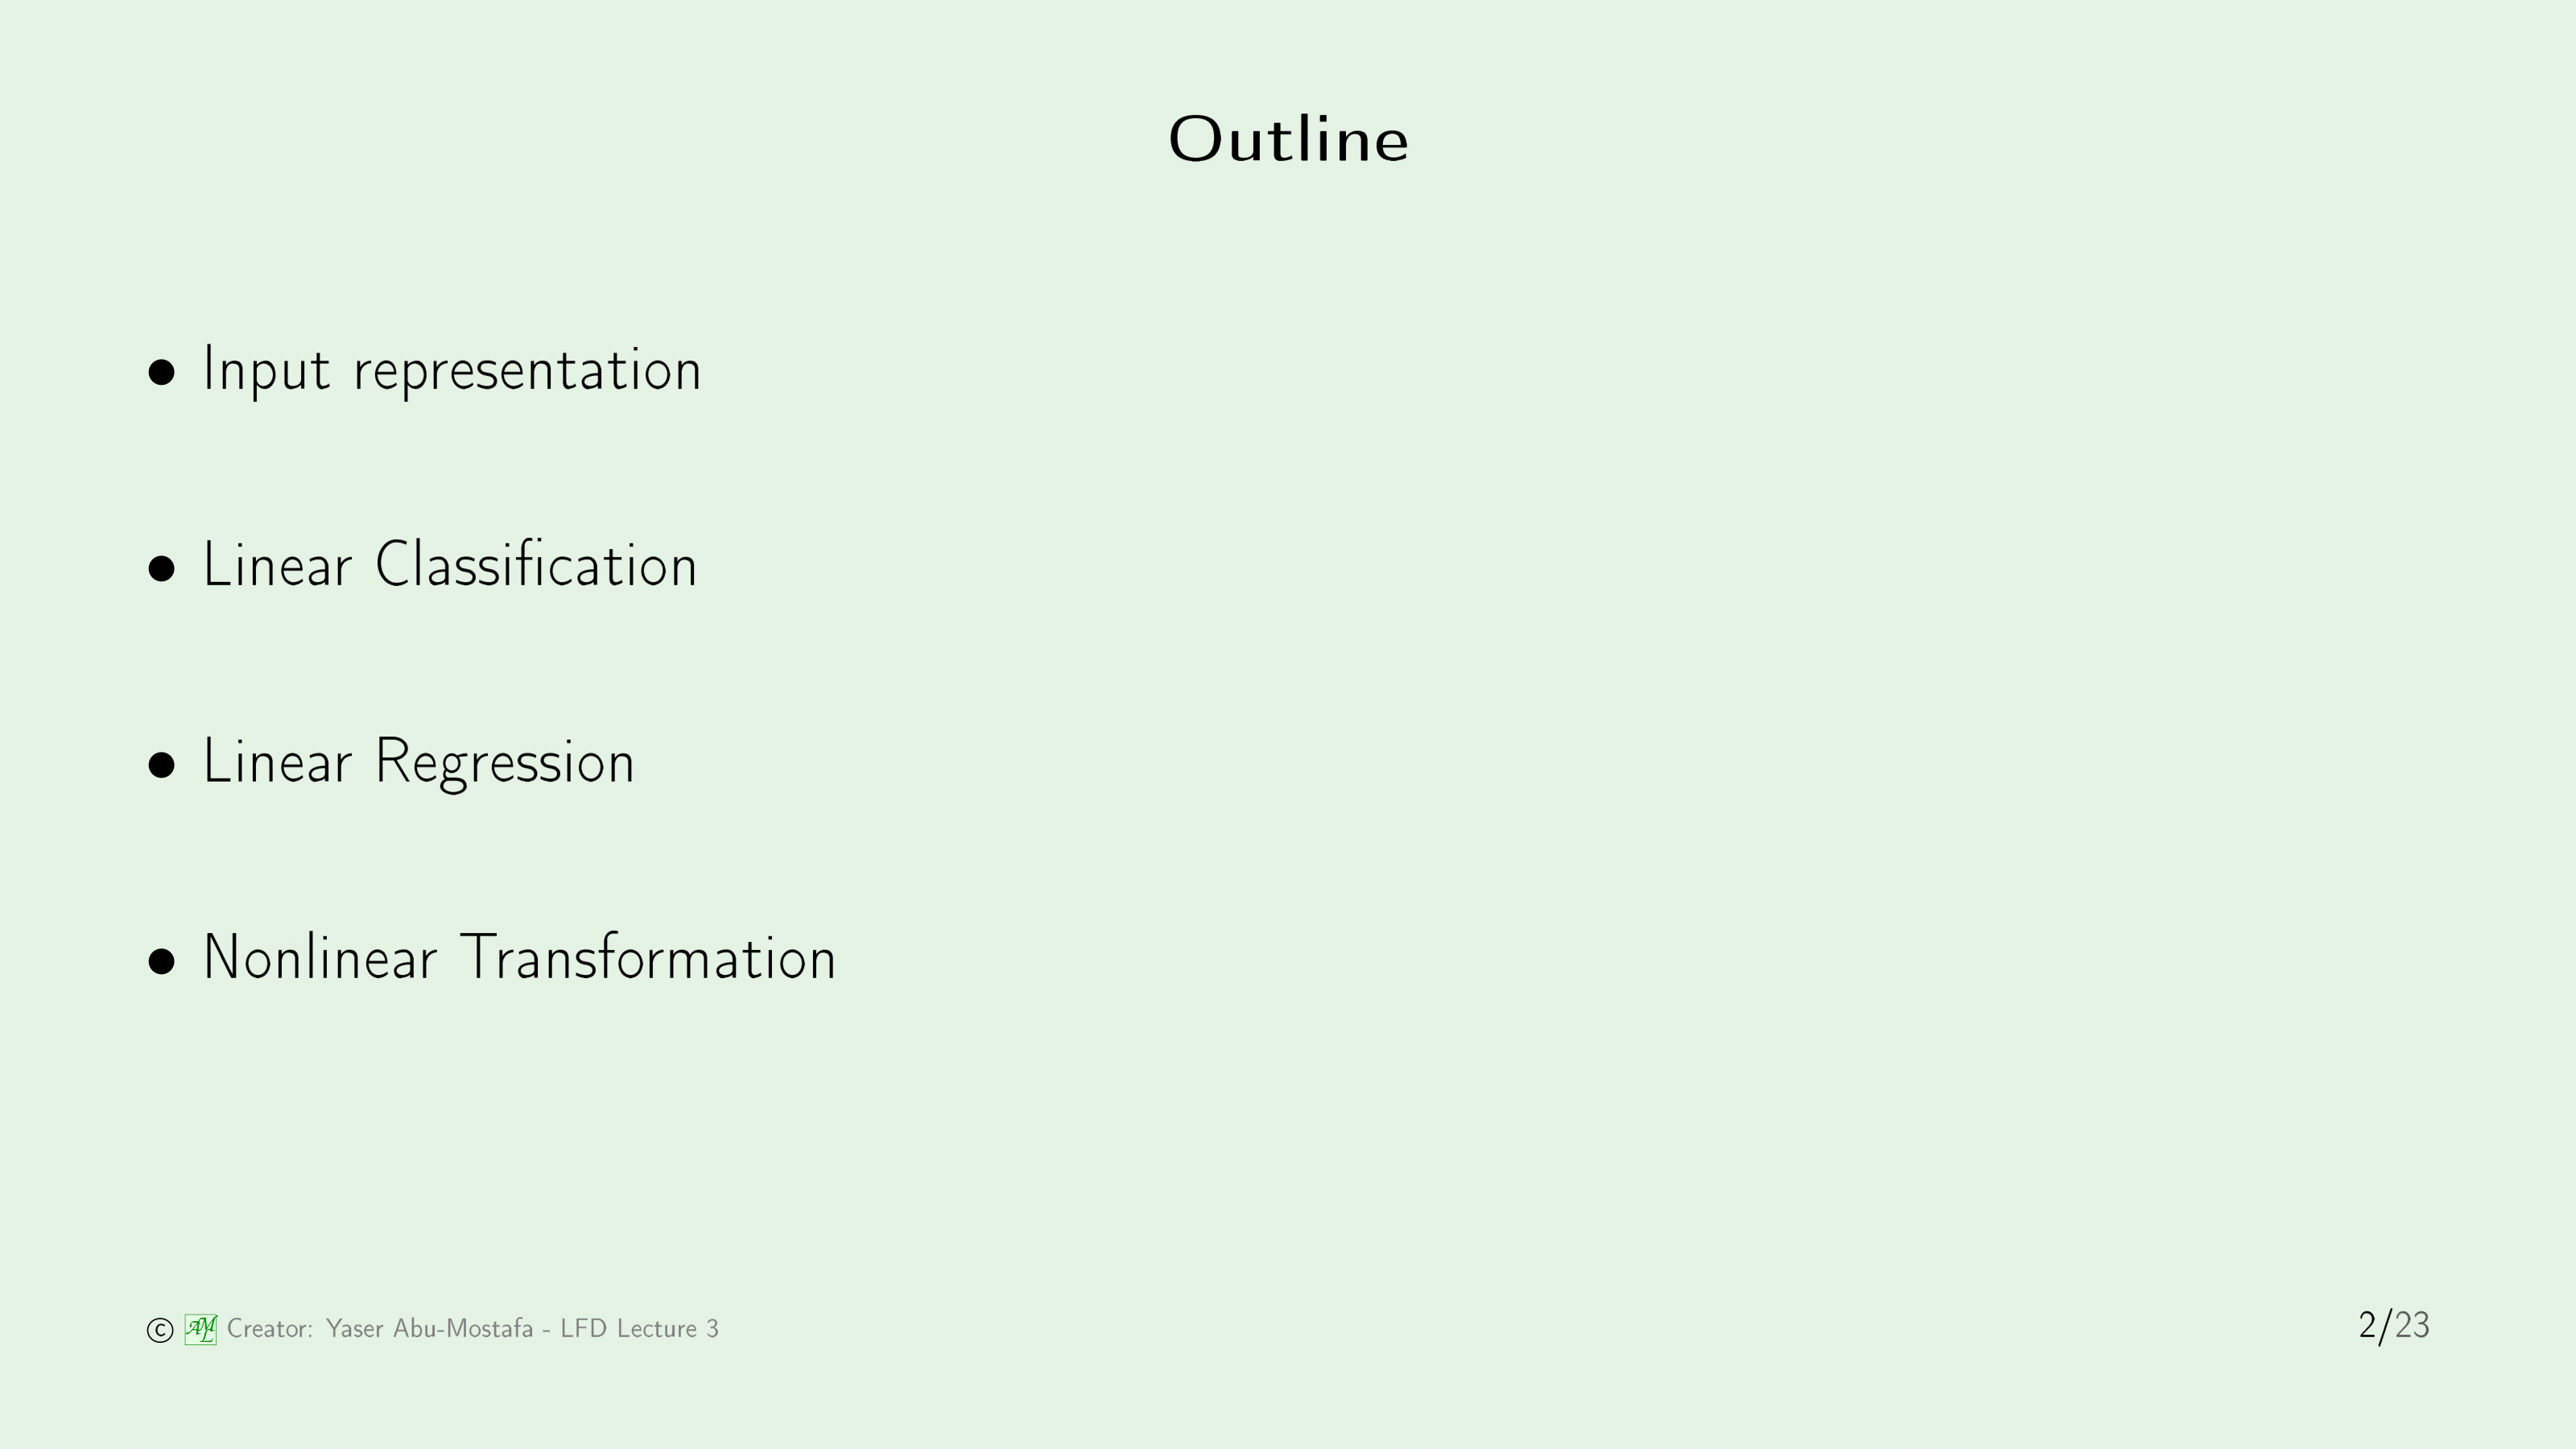 Outline
• Input representation
• Linear Classification
• Linear Regression
• Nonlinear Transformation
© AML Creator: Yaser Abu-Mostafa - LFD Lecture 3
2/23